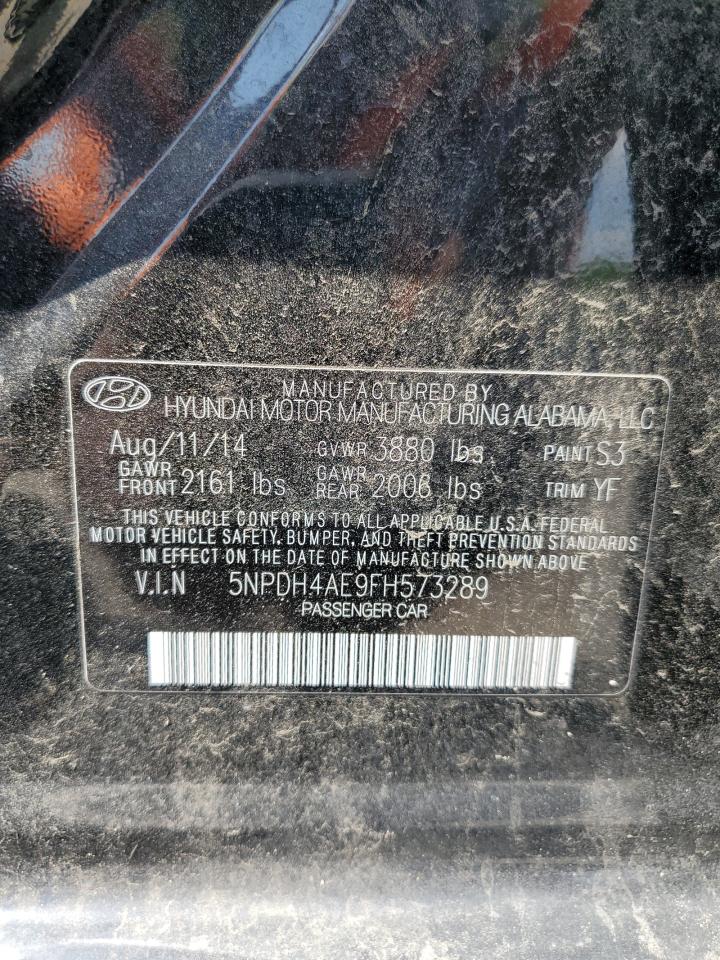 MANUFACTURED BY
HYUNDAI MOTOR MANUFACTURING ALABAMA, LLC
Aug/11/14 GVWR 3880 lbs PAINT S3
GAWR FRONT 2161 lbs GAWR REAR 2006 lbs TRIM YF
THIS VEHICLE CONFORMS TO ALL APPLICABLE U.S.A. FEDERAL
MOTOR VEHICLE SAFETY, BUMPER, AND THEFT PREVENTION STANDARDS
IN EFFECT ON THE DATE OF MANUFACTURE SHOWN ABOVE
V.I.N 5NPDH4AE9FH573289
PASSENGER CAR